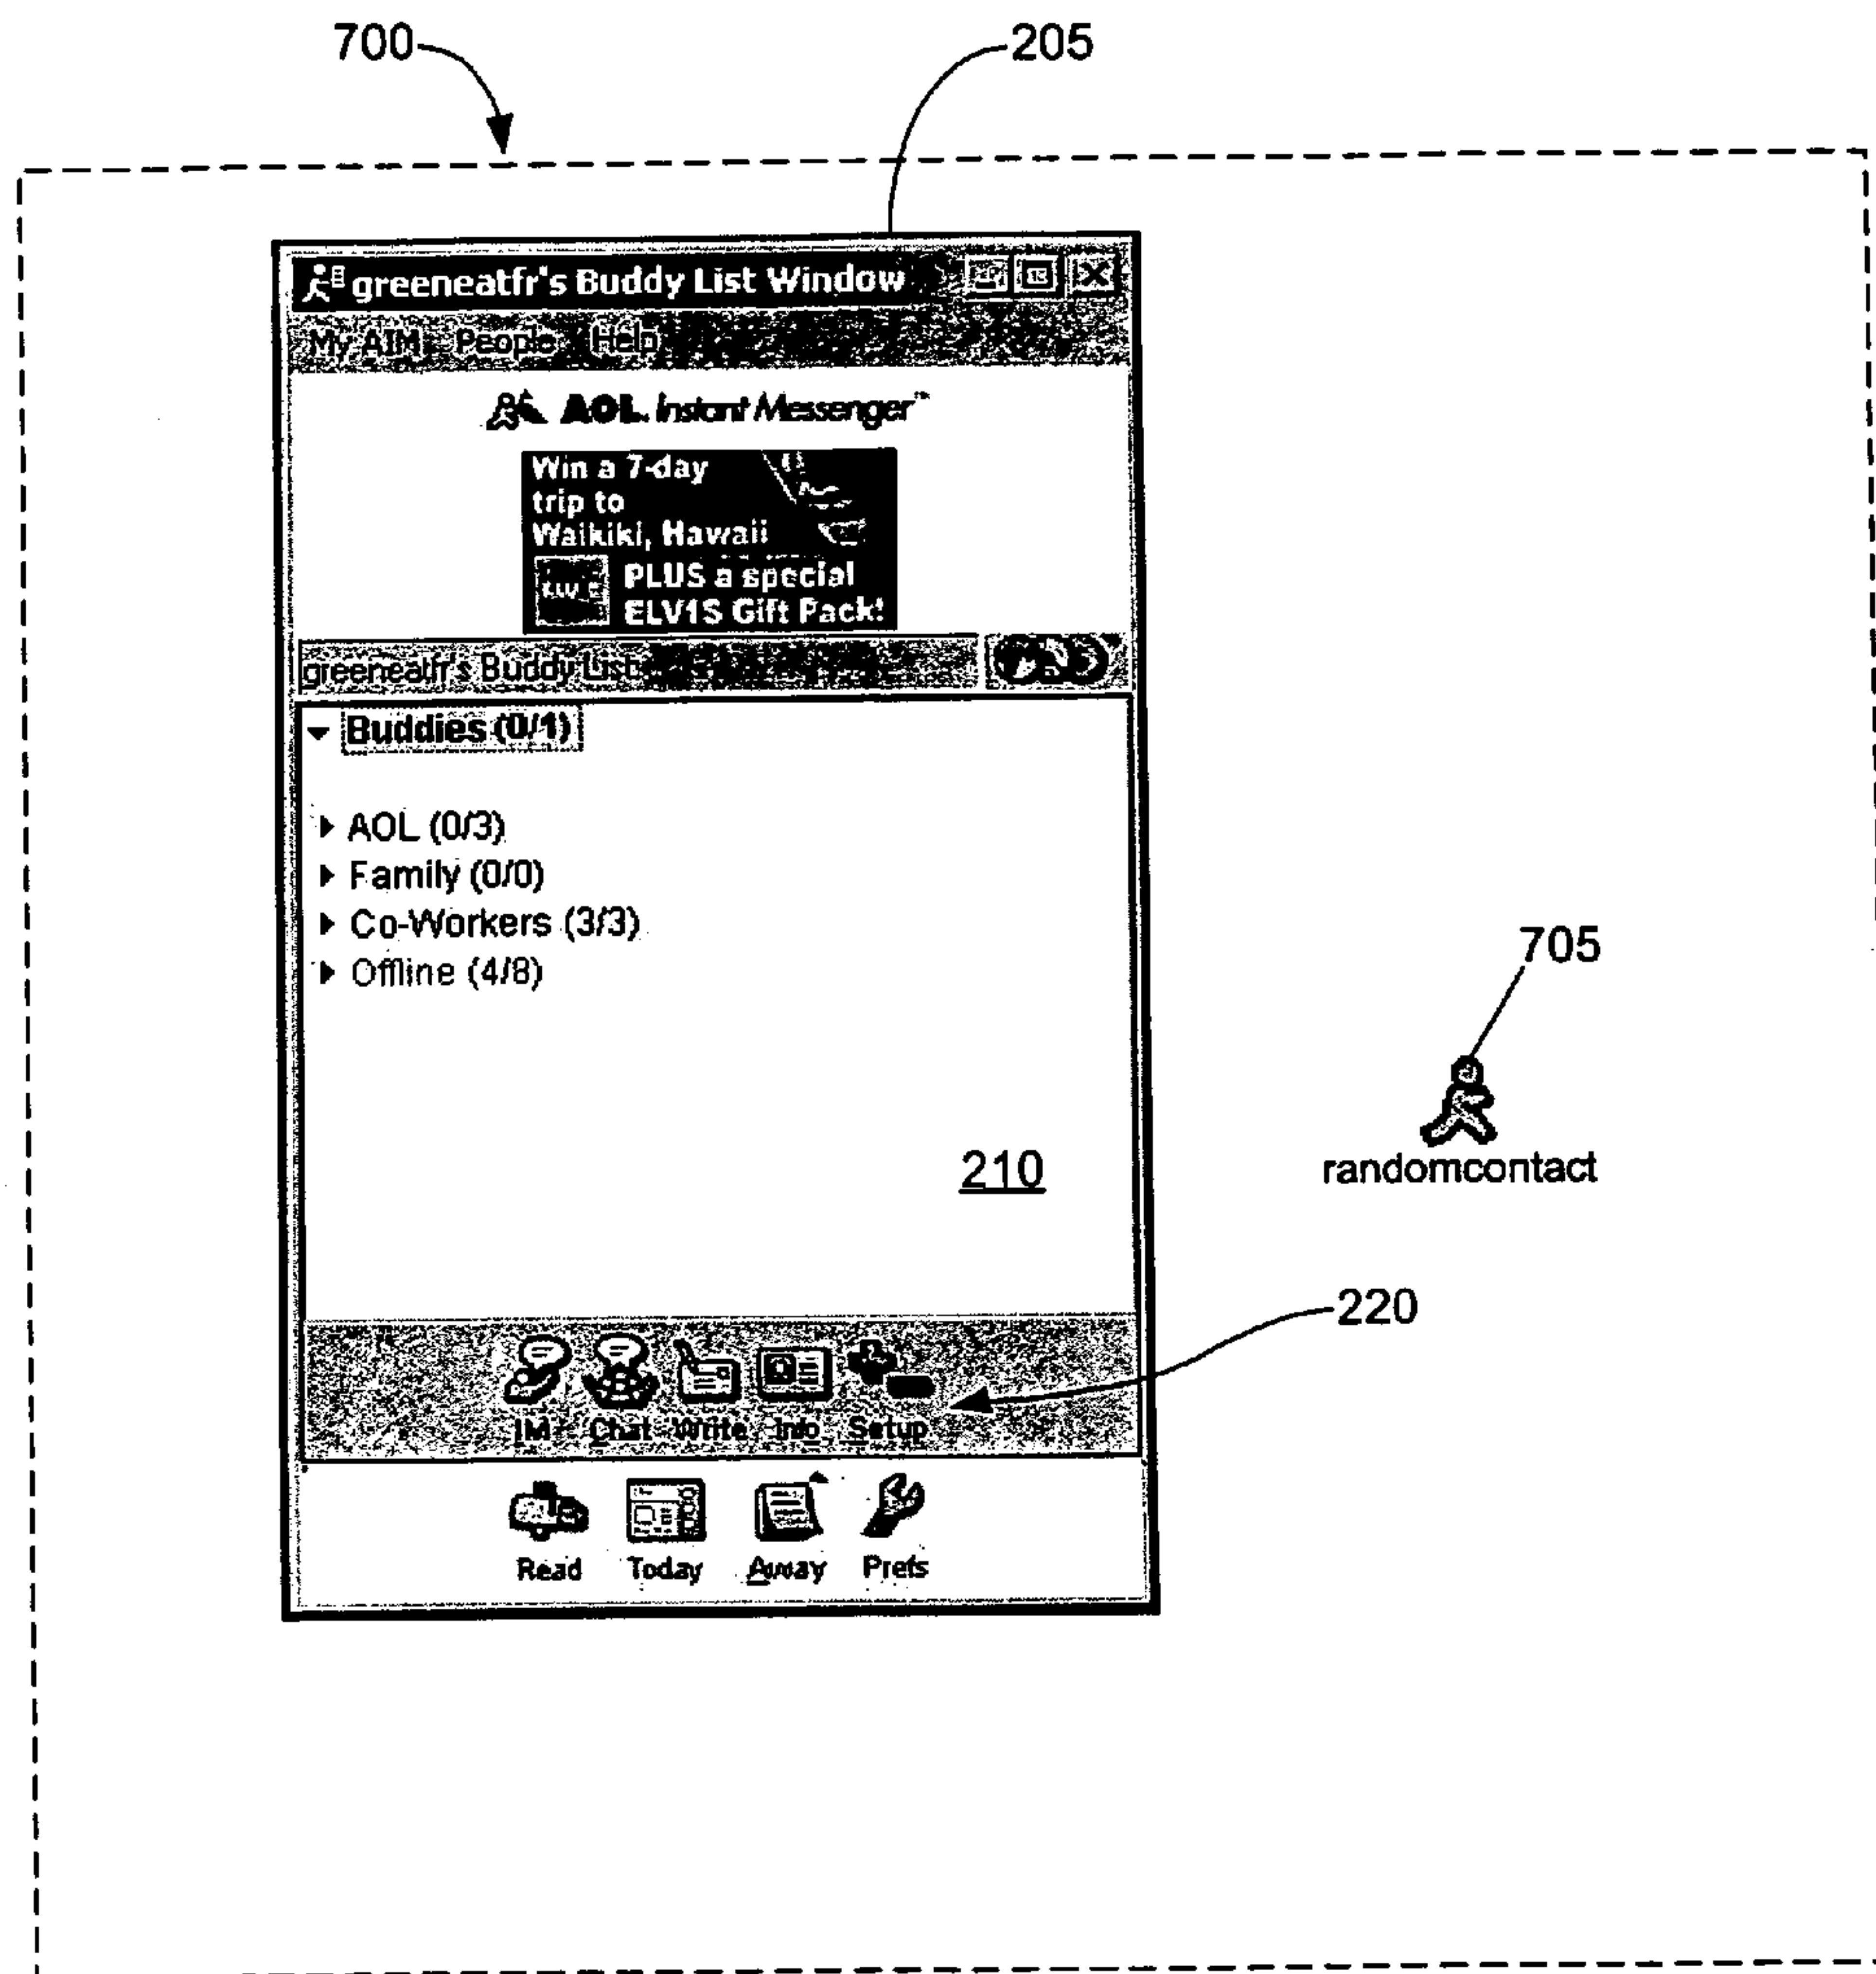 700
205
greeneatfr's Buddy List Window
My AIM People Help
AOL Instant Messenger™
Win a 7-day
trip to
Waikiki, Hawaii
PLUS a special
ELV1S Gift Pack!
greeneatfr's Buddy List
Buddies (0/1)
AOL (0/3)
Family (0/0)
Co-Workers (3/3)
Offline (4/8)
705
randomcontact
210
220
IM Chat Write Info Setup
Read Today Away Prefs